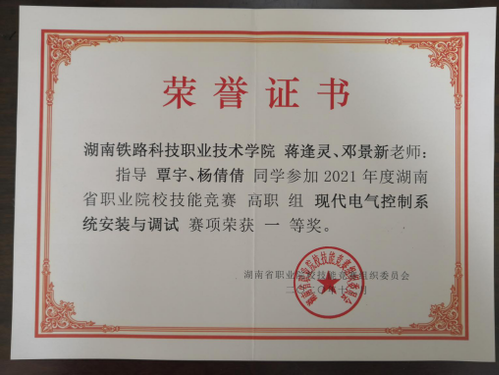 荣誉证书
湖南铁路科技职业技术学院 蒋逢灵、邓景新老师：
指导 覃宇、杨倩倩 同学参加 2021 年度湖南
省职业院校技能竞赛 高职 组 现代电气控制系
统安装与调试 赛项荣获 一 等奖。
湖南省职业院校技能竞赛组织委员会